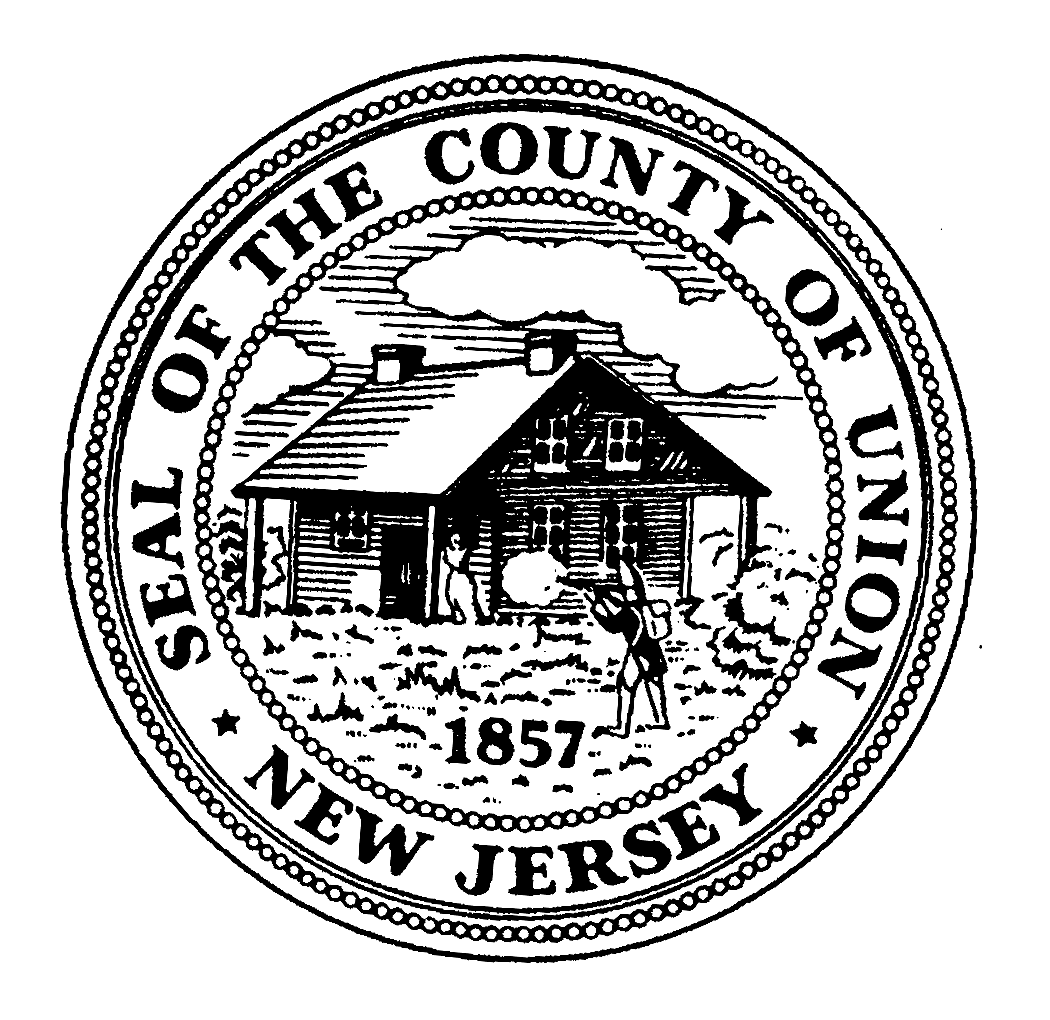 SEAL OF THE COUNTY OF UNION
NEW JERSEY
1857